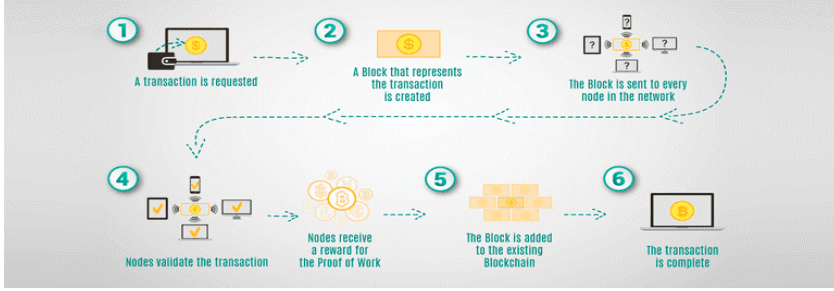 1
A transaction is requested
2
A Block that represents
the transaction
is created
3
The Block is sent to every
node in the network
4
Nodes validate the transaction
Nodes receive
a reward for
the Proof of Work
5
The Block is added
to the existing
Blockchain
6
The transaction
is complete